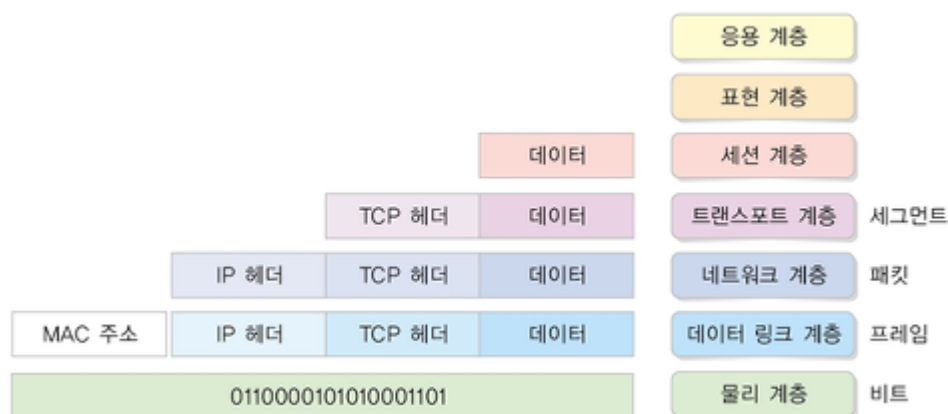 응용 계층
표현 계층
데이터 세션 계층
TCP 헤더 데이터 트랜스포트 계층 세그먼트
IP 헤더 TCP 헤더 데이터 네트워크 계층 패킷
MAC 주소 IP 헤더 TCP 헤더 데이터 데이터 링크 계층 프레임
0110000101010001101 물리 계층 비트